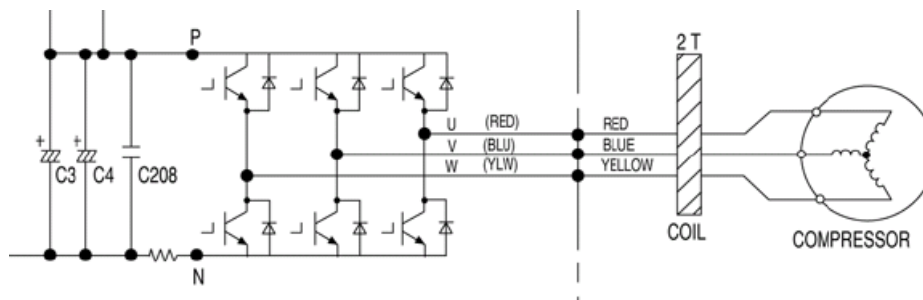 P
2 T
U (RED) RED
V (BLU) BLUE
W (YLW) YELLOW
+ + C3 C4 C208
COIL
COMPRESSOR
N